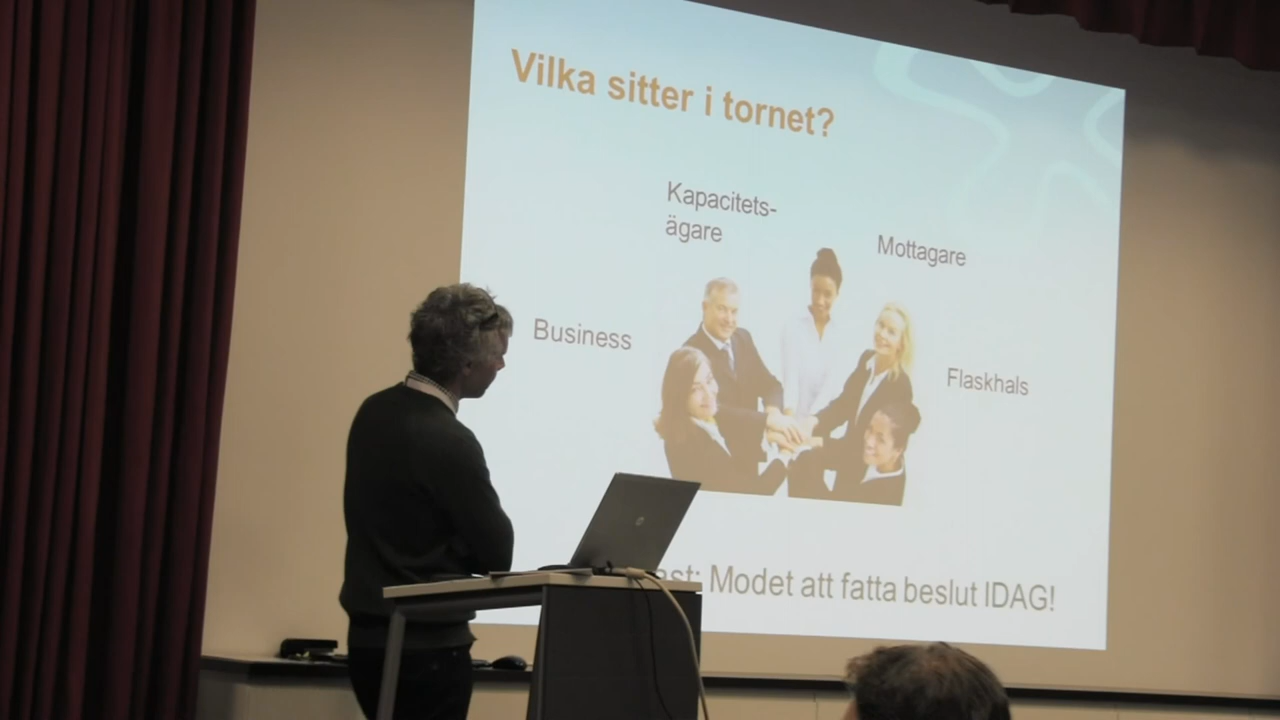 Vilka sitter i tornet?
Kapacitets-
ägare
Mottagare
Business
Flaskhals
Modet att fatta beslut IDAG!